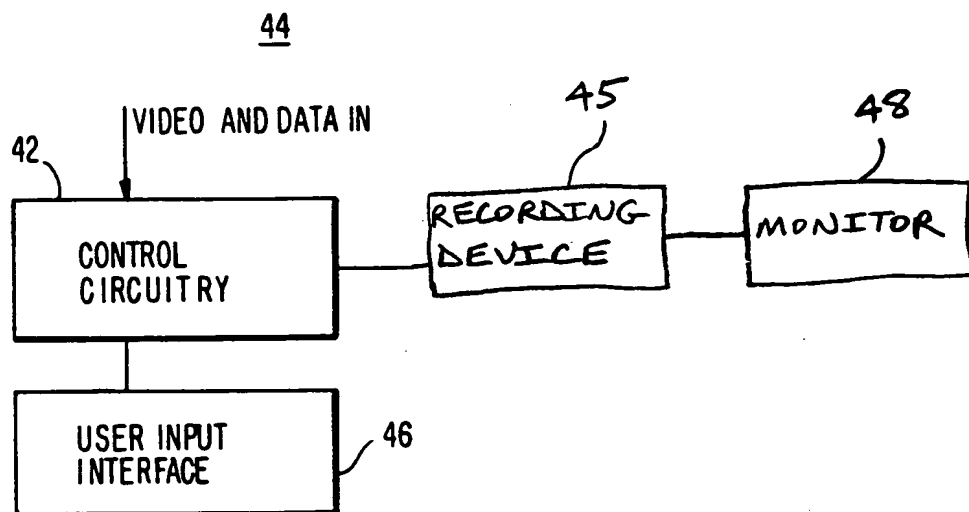 44
VIDEO AND DATA IN
42
45
48
CONTROL
CIRCUITRY
RECORDING
DEVICE
MONITOR
USER INPUT
INTERFACE
46